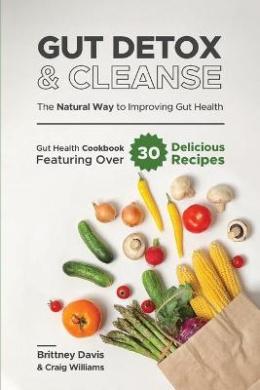 GUT DETOX
& CLEANSE
The Natural Way to Improving Gut Health
Gut Health Cookbook
Featuring Over
30
Delicious
Recipes
Brittney Davis
& Craig Williams